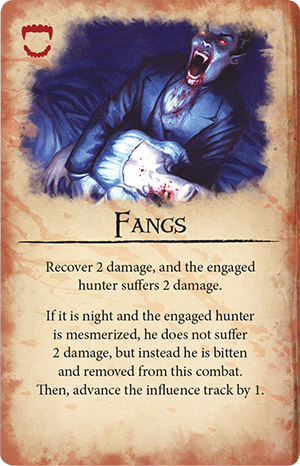 Fangs
Recover 2 damage, and the engaged
hunter suffers 2 damage.
If it is night and the engaged hunter
is mesmerized, he does not suffer
2 damage, but instead he is bitten
and removed from this combat.
Then, advance the influence track by 1.